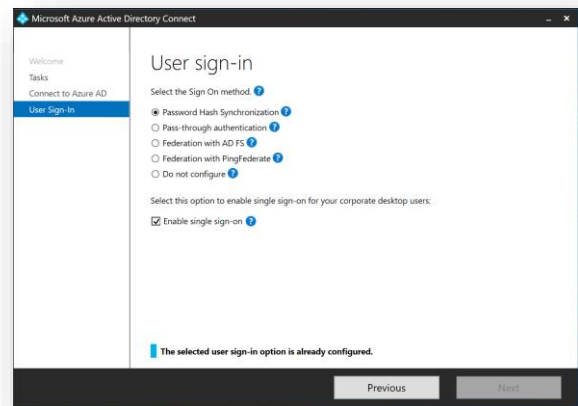 Microsoft Azure Active Directory Connect
Welcome
Tasks
Connect to Azure AD
User Sign-In
User sign-in
Select the Sign On method. ?
Password Hash Synchronization ?
Pass-through authentication ?
Federation with AD FS ?
Federation with PingFederate ?
Do not configure ?
Select this option to enable single sign-on for your corporate desktop users:
Enable single sign-on ?
The selected user sign-in option is already configured.
Previous
Next